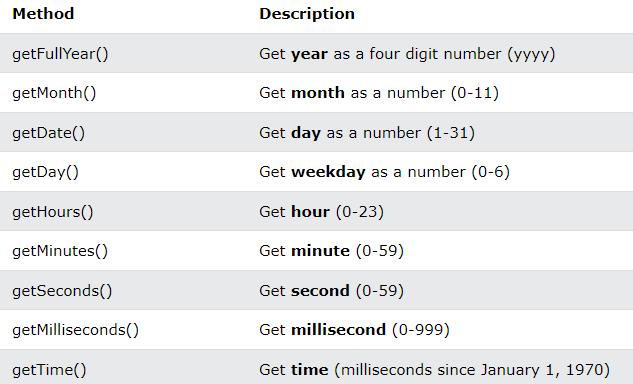 Method Description
getFullYear() Get year as a four digit number (yyyy)
getMonth() Get month as a number (0-11)
getDate() Get day as a number (1-31)
getDay() Get weekday as a number (0-6)
getHours() Get hour (0-23)
getMinutes() Get minute (0-59)
getSeconds() Get second (0-59)
getMilliseconds() Get millisecond (0-999)
getTime() Get time (milliseconds since January 1, 1970)